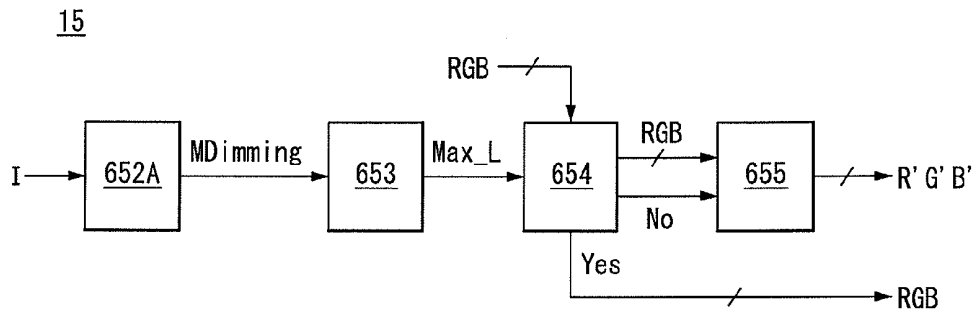 15
RGB
I
652A
MDimming
653
Max_L
654
RGB
No
655
R'G'B'
Yes
RGB